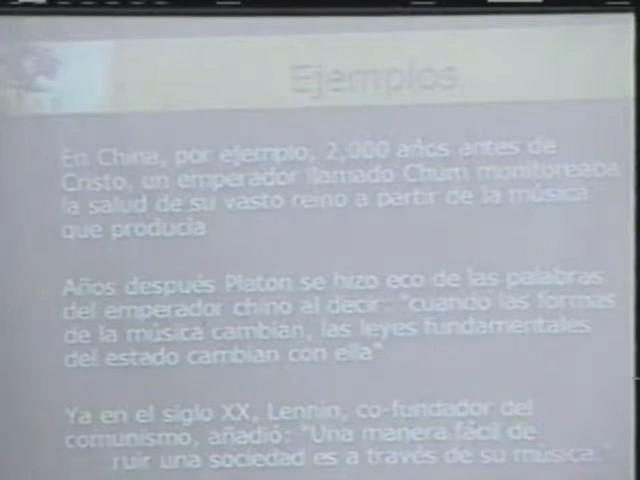 Ejemplos
En China, por ejemplo, 2,000 años antes de
Cristo, un emperador llamado Chum monitoreaba
la salud de su vasto reino a partir de la música
que producía
Años después Platon se hizo eco de las palabras
del emperador chino al decir: "cuando las formas
de la música cambian, las leyes fundamentales
del estado cambian con ella"
Ya en el siglo XX, Lennin, co-fundador del
comunismo, añadió: "Una manera fácil de
ruir una sociedad es a través de su música."